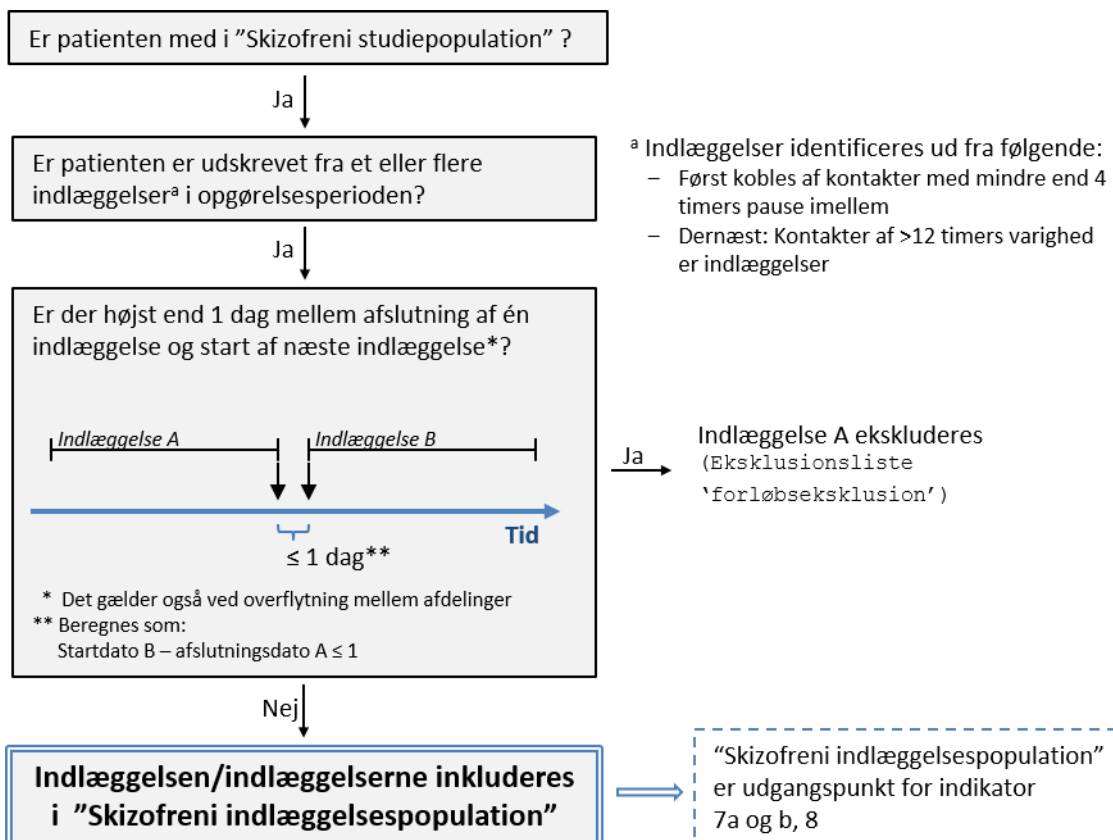 Er patienten med i ”Skizofreni studiepopulation” ?
Ja
Er patienten er udskrevet fra et eller flere
indlæggelserᵃ i opgørelsesperioden?
ᵃ Indlæggelser identificeres ud fra følgende:
– Først kobles af kontakter med mindre end 4
timers pause imellem
– Dernæst: Kontakter af >12 timers varighed
er indlæggelser
Ja
Er der højst end 1 dag mellem afslutning af én
indlæggelse og start af næste indlæggelse*?
Indlæggelse A
Indlæggelse B
Tid
≤ 1 dag**
* Det gælder også ved overflytning mellem afdelinger
** Beregnes som:
Startdato B – afslutningsdato A ≤ 1
Ja
Indlæggelse A ekskluderes
(Eksklusionsliste
‘forløbseksklusion’)
Nej
Indlæggelsen/indlæggelserne inkluderes
i ”Skizofreni indlæggelsespopulation”
“Skizofreni indlæggelsespopulation”
er udgangspunkt for indikator
7a og b, 8